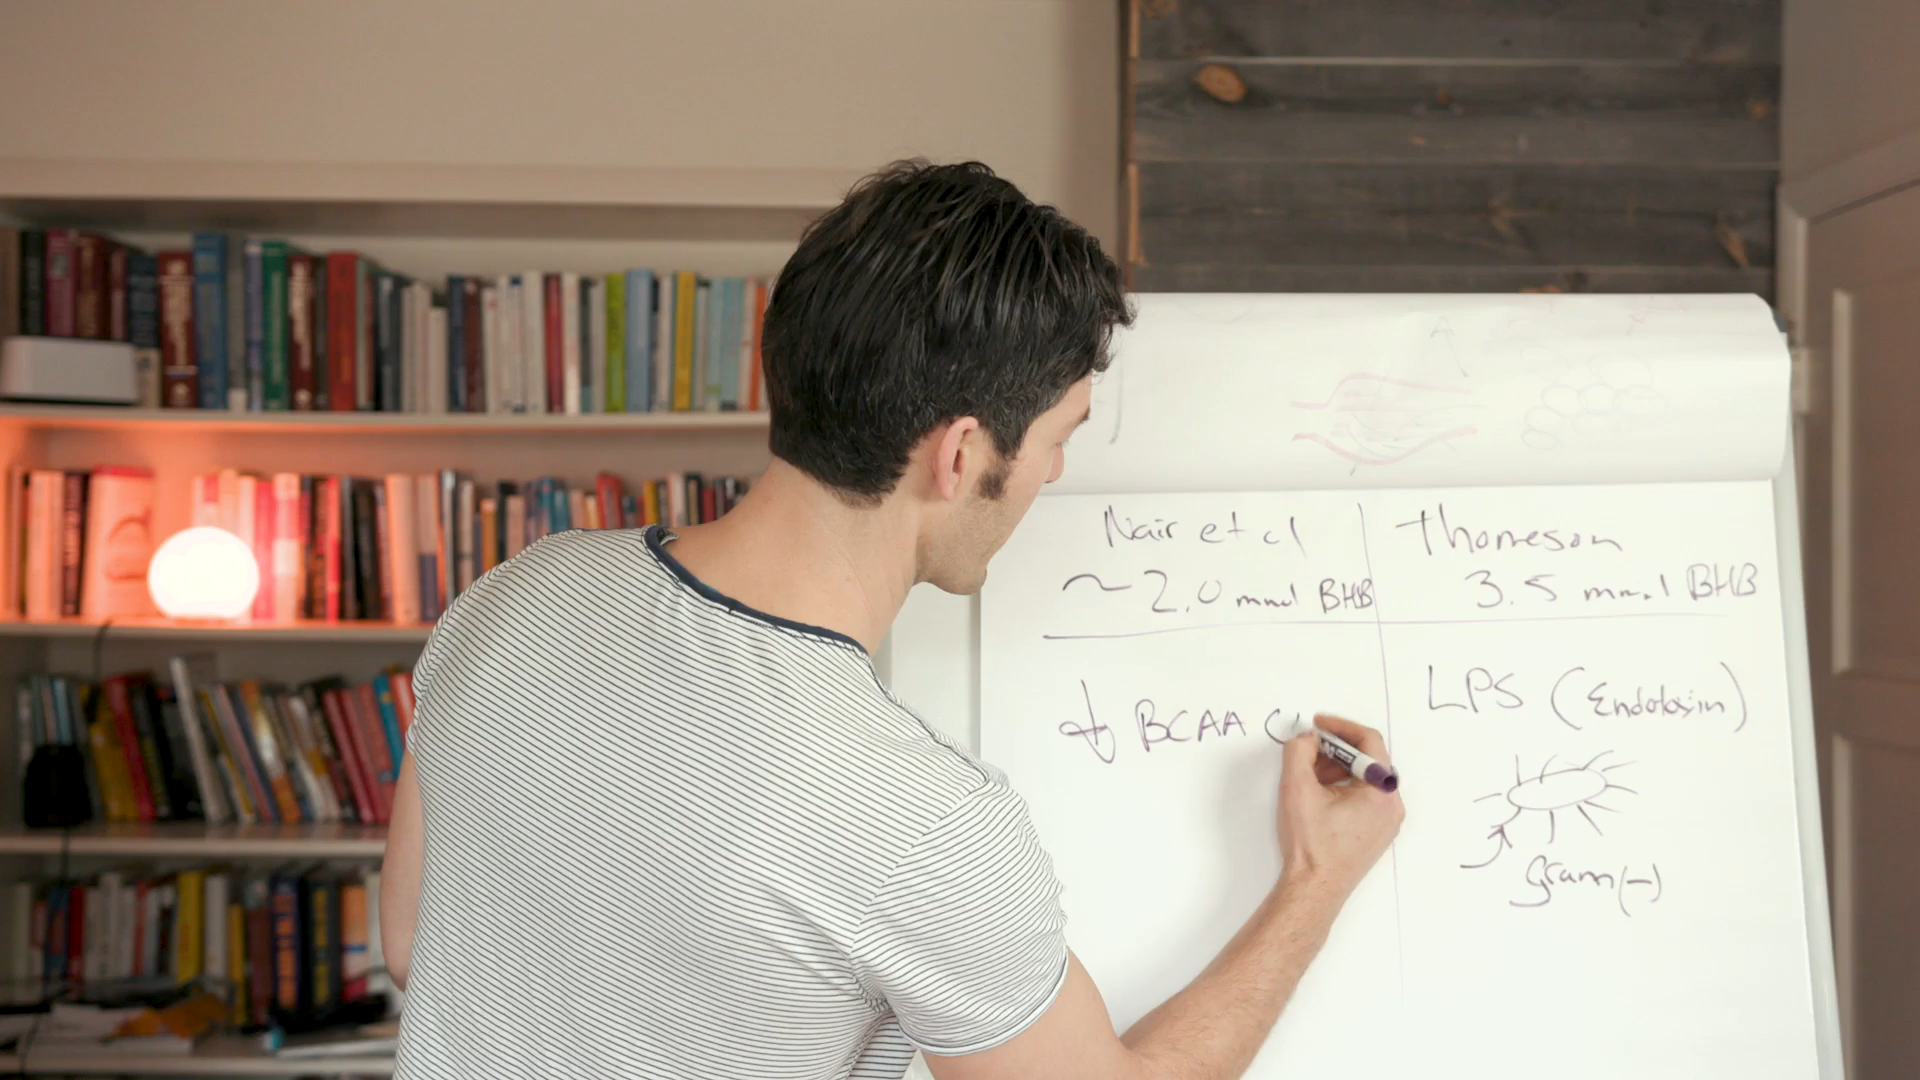 Nair et al
~2.0 mmol BHB
↓ BCAA
Thomeson
3.5 mmol BHB
LPS (Endotoxin)
gram(-)